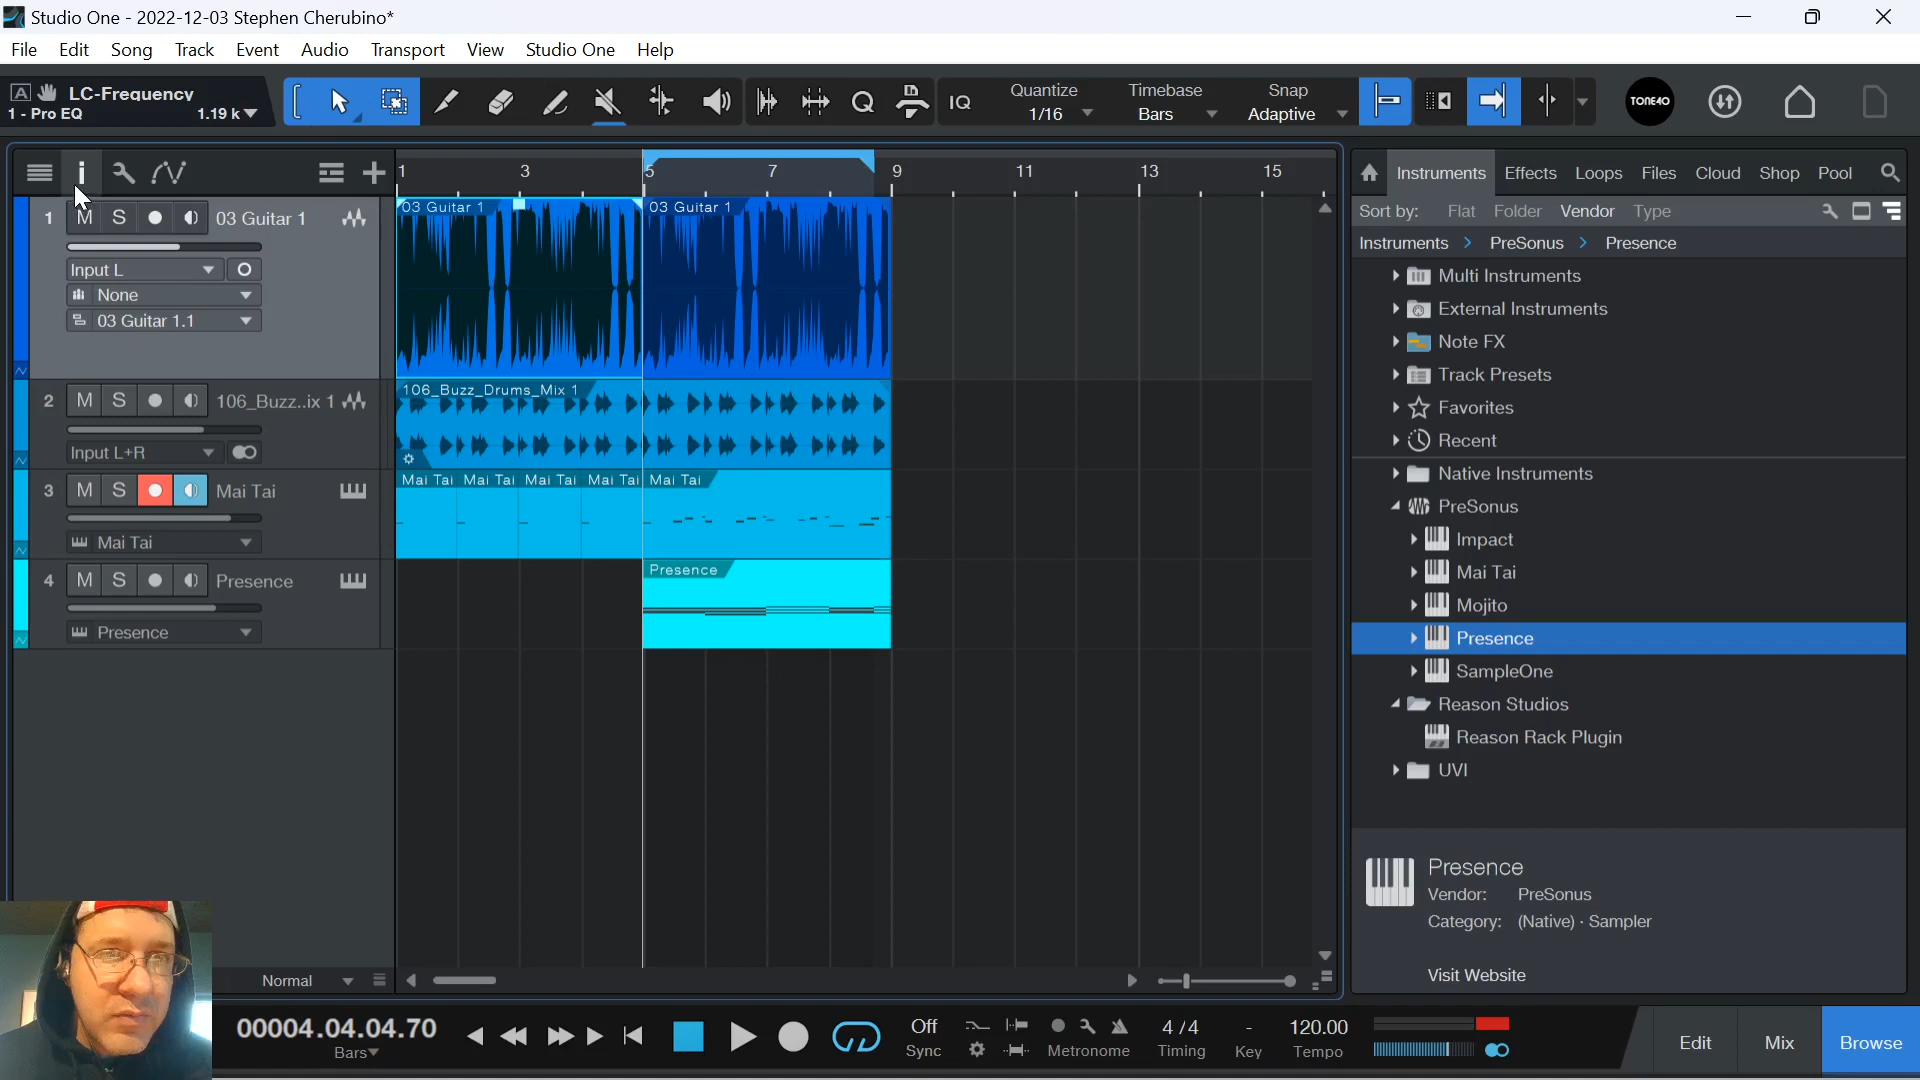 Studio One - 2022-12-03 Stephen Cherubino*
File Edit Song Track Event Audio Transport View Studio One Help
A LC-Frequency
1 - Pro EQ 1.19 k
IQ
Quantize
1/16
Timebase
Bars
Snap
Adaptive
TONE40
i
1 3 5 7 9 11 13 15
Instruments Effects Loops Files Cloud Shop Pool
Sort by: Flat Folder Vendor Type
Instruments > PreSonus > Presence
1 M S 03 Guitar 1
Input L
None
03 Guitar 1.1
03 Guitar 1
03 Guitar 1
2 M S 106_Buzz..ix 1
Input L+R
106_Buzz_Drums_Mix 1
3 M S Mai Tai
Mai Tai
Mai Tai Mai Tai Mai Tai Mai Tai Mai Tai
4 M S Presence
Presence
Presence
Multi Instruments
External Instruments
Note FX
Track Presets
Favorites
Recent
Native Instruments
PreSonus
Impact
Mai Tai
Mojito
Presence
SampleOne
Reason Studios
Reason Rack Plugin
UVI
Presence
Vendor: PreSonus
Category: (Native) · Sampler
Visit Website
Normal
00004.04.04.70
Bars
Off
Sync
Metronome
4 / 4
Timing
-
Key
120.00
Tempo
Edit Mix Browse